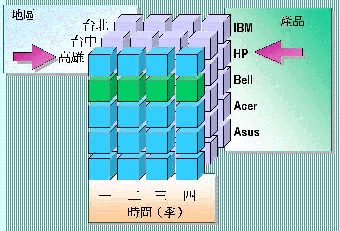 地區
台北
台中
高雄
IBM
HP
Bell
Acer
Asus
產品
一 二 三 四
時間（季）